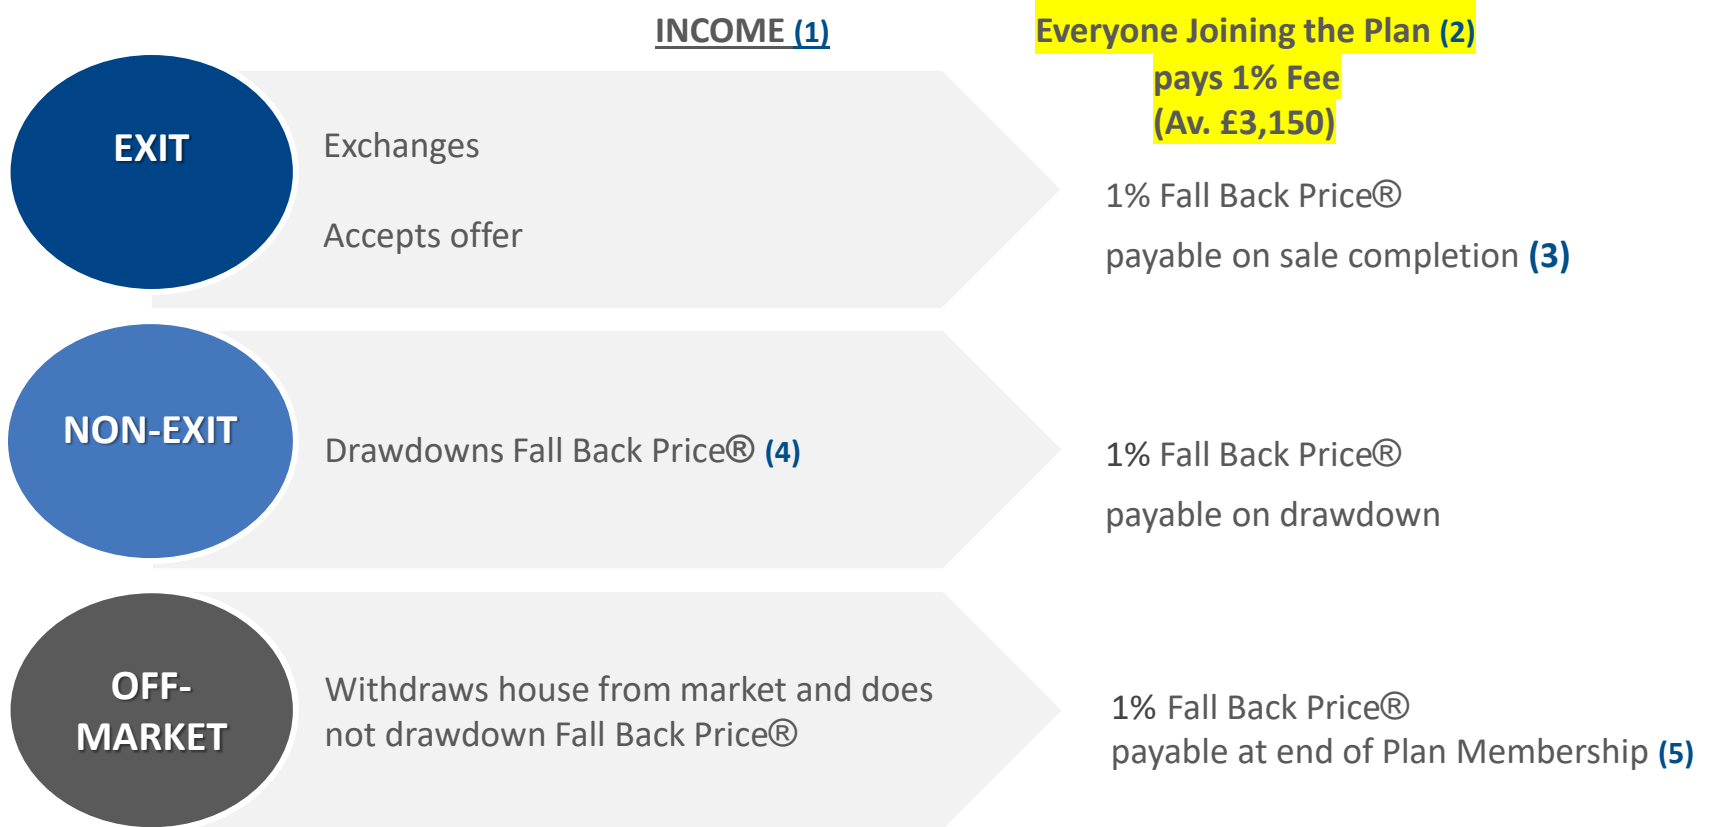 INCOME (1)
Everyone Joining the Plan (2)
pays 1% Fee
(Av. £3,150)
EXIT
Exchanges
Accepts offer
1% Fall Back Price®
payable on sale completion (3)
NON-EXIT
Drawdowns Fall Back Price® (4)
1% Fall Back Price®
payable on drawdown
OFF-
MARKET
Withdraws house from market and does
not drawdown Fall Back Price®
1% Fall Back Price®
payable at end of Plan Membership (5)